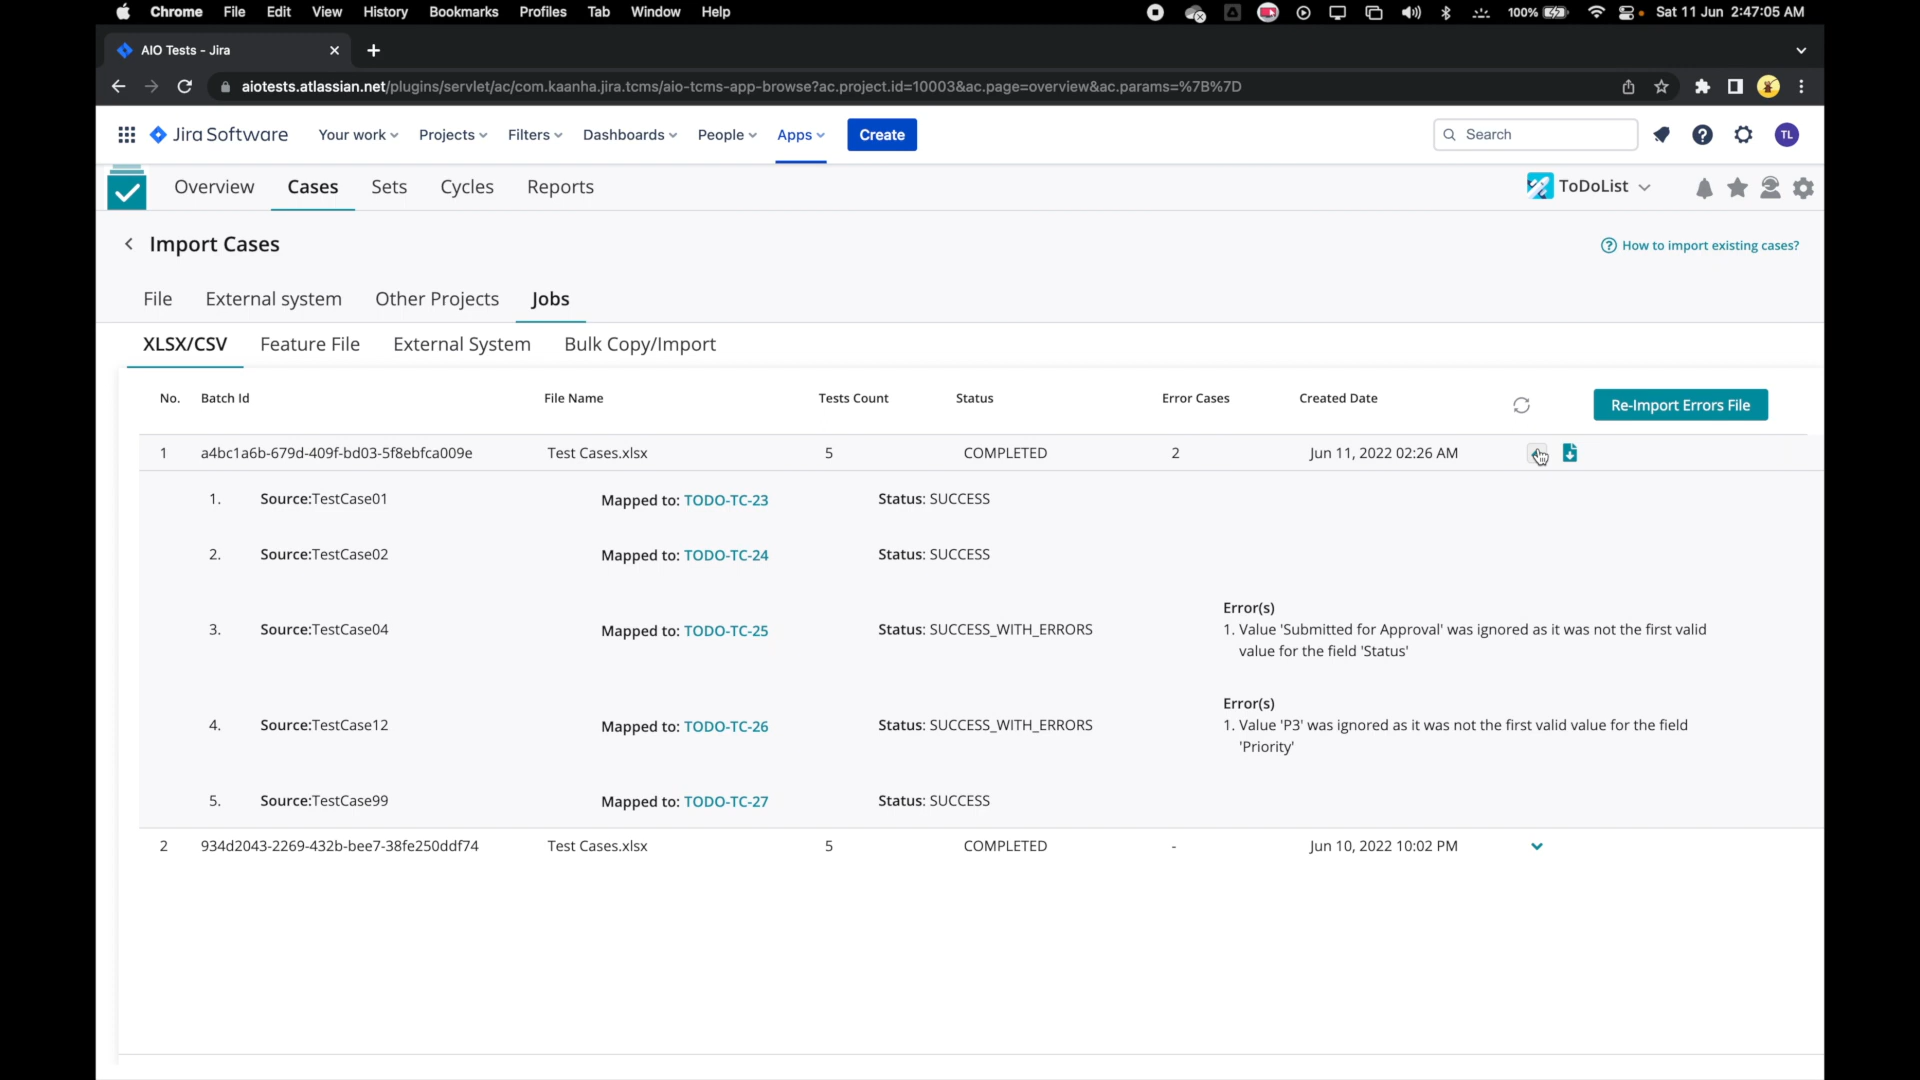 Chrome File Edit View History Bookmarks Profiles Tab Window Help 100% Sat 11 Jun 2:47:05 AM
AIO Tests - Jira
aiotests.atlassian.net/plugins/servlet/ac/com.kaanha.jira.tcms/aio-tcms-app-browse?ac.project.id=10003&ac.page=overview&ac.params=%7B%7D
Jira Software Your work Projects Filters Dashboards People Apps Create Search TL
Overview Cases Sets Cycles Reports ToDoList
Import Cases How to import existing cases?
File External system Other Projects Jobs
XLSX/CSV Feature File External System Bulk Copy/Import
No. Batch Id File Name Tests Count Status Error Cases Created Date Re-Import Errors File
1 a4bc1a6b-679d-409f-bd03-5f8ebfca009e Test Cases.xlsx 5 COMPLETED 2 Jun 11, 2022 02:26 AM
1. Source:TestCase01 Mapped to: TODO-TC-23 Status: SUCCESS
2. Source:TestCase02 Mapped to: TODO-TC-24 Status: SUCCESS
Error(s)
3. Source:TestCase04 Mapped to: TODO-TC-25 Status: SUCCESS_WITH_ERRORS 1. Value 'Submitted for Approval' was ignored as it was not the first valid
value for the field 'Status'
Error(s)
4. Source:TestCase12 Mapped to: TODO-TC-26 Status: SUCCESS_WITH_ERRORS 1. Value 'P3' was ignored as it was not the first valid value for the field
'Priority'
5. Source:TestCase99 Mapped to: TODO-TC-27 Status: SUCCESS
2 934d2043-2269-432b-bee7-38fe250ddf74 Test Cases.xlsx 5 COMPLETED - Jun 10, 2022 10:02 PM